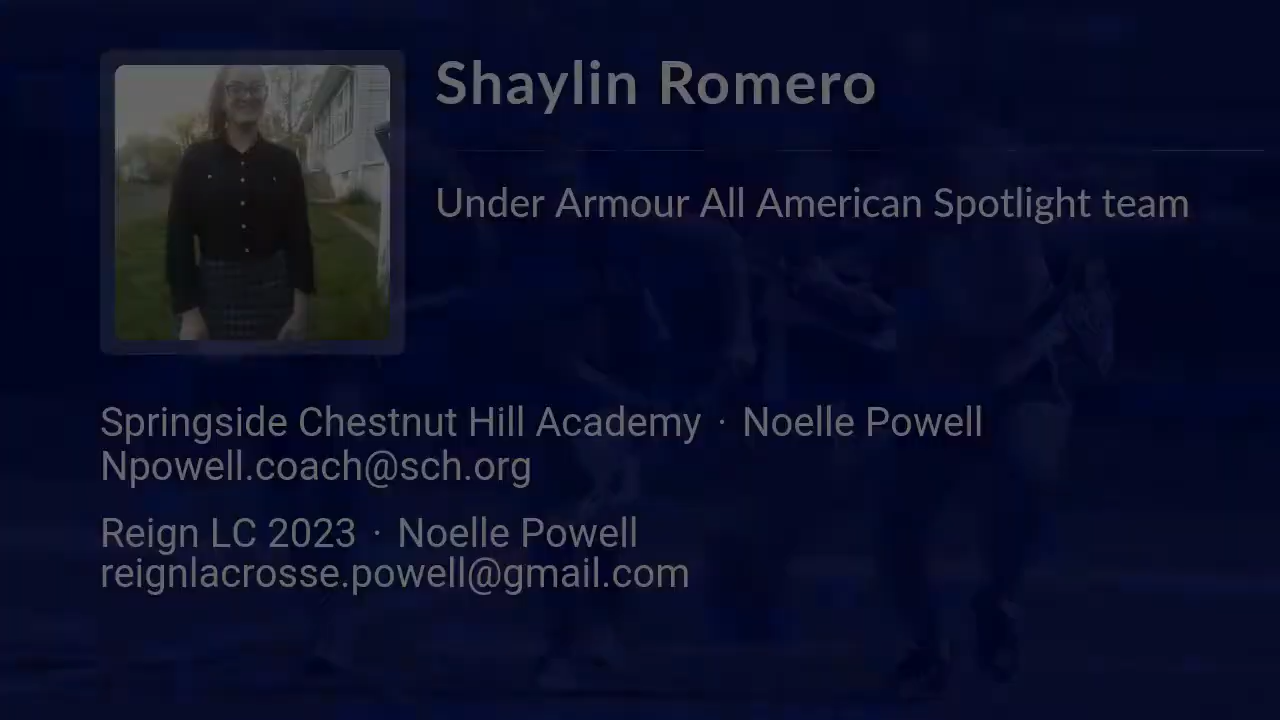 Shaylin Romero
Under Armour All American Spotlight team
Springside Chestnut Hill Academy · Noelle Powell
Npowell.coach@sch.org
Reign LC 2023 · Noelle Powell
reignlacrosse.powell@gmail.com